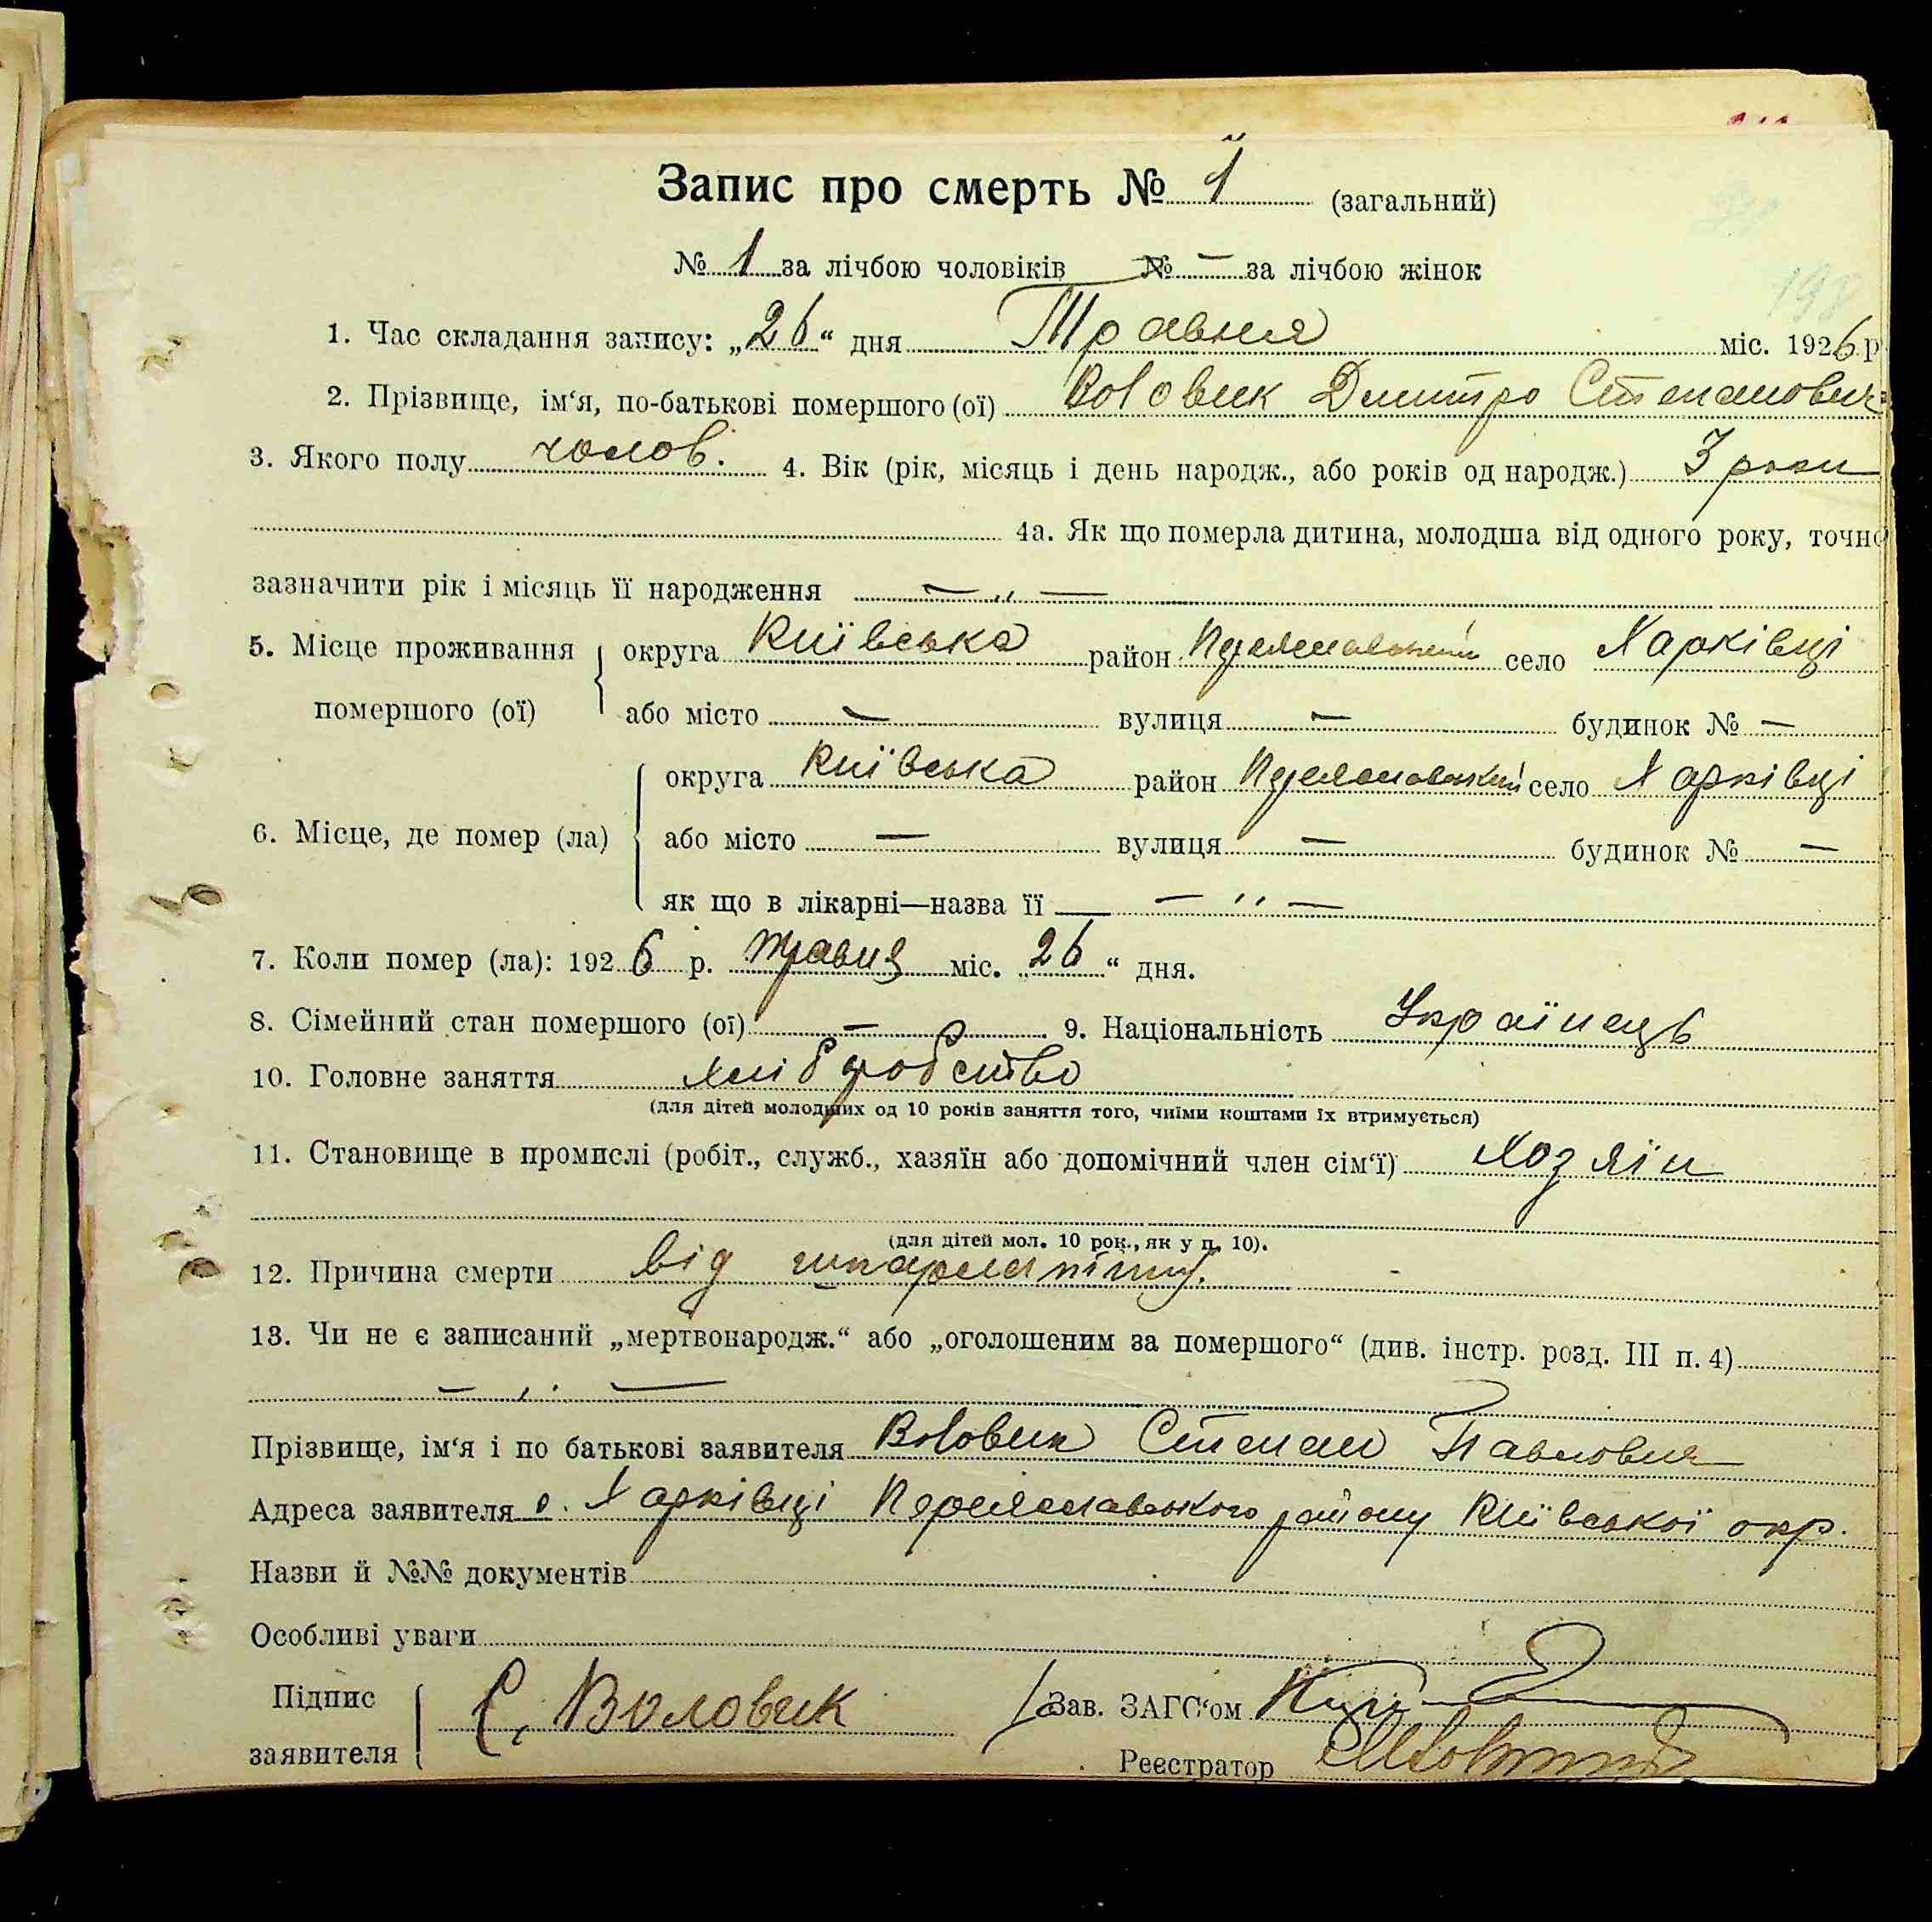 Запис про смерть № 1 (загальний)
№ 1 за лічбою чоловіків № — за лічбою жінок
1. Час складання запису: „26“ дня Травня міс. 1926 р
2. Прізвище, ім‘я, по-батькові помершого (ої) Воловик Дмитро Степанович
3. Якого полу чолов. 4. Вік (рік, місяць і день народж., або років од народж.) 3 роки
4а. Як що померла дитина, молодша від одного року, точно
зазначити рік і місяць її народження — „ —
5. Місце проживання округа Київська район село Харківці
помершого (ої) або місто — вулиця — будинок № —
округа Київська район село Харківці
6. Місце, де помер (ла) або місто — вулиця — будинок № —
як що в лікарні—назва її — „ —
7. Коли помер (ла): 1926 р. травня міс. „26“ дня.
8. Сімейний стан помершого (ої) — 9. Національність Українець
10. Головне заняття хліборобство
(для дітей молодших од 10 років заняття того, чиїми коштами їх втримується)
11. Становище в промислі (робіт., служб., хазяїн або допомічний член сім‘ї) Хозяїн
(для дітей мол. 10 рок., як у п. 10).
12. Причина смерти від шкарлятіни.
13. Чи не є записаний „мертвонародж.“ або „оголошеним за помершого“ (див. інстр. розд. III п. 4)
— „ —
Прізвище, ім‘я і по батькові заявителя Воловик Степан Павлович
Адреса заявителя с. Харківці Переяславського району Київської окр.
Назви й №№ документів
Особливі уваги
Підпис заявителя С. Воловик
Зав. ЗАГС‘ом
Реєстратор